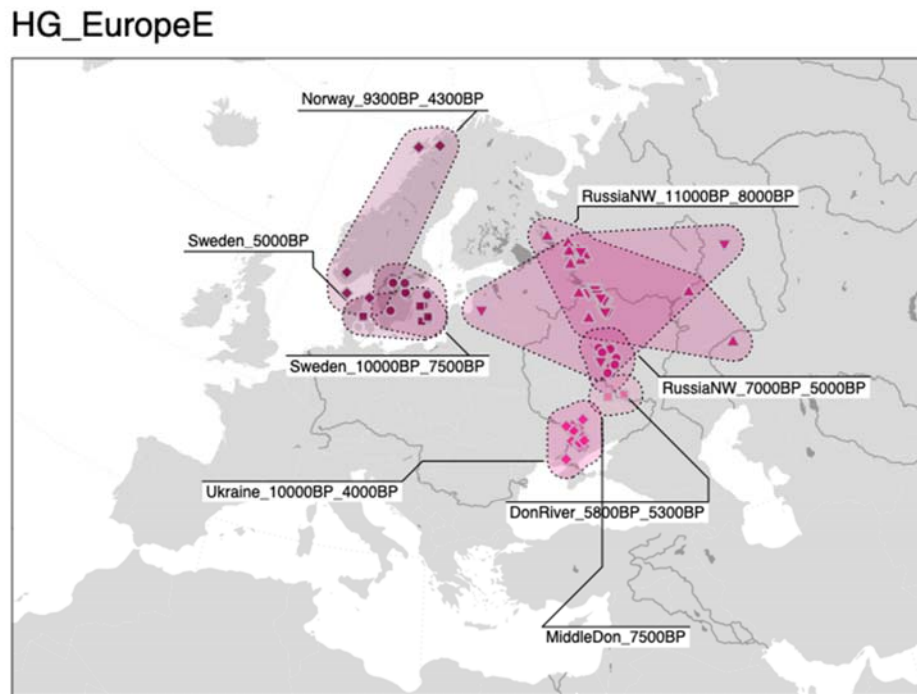 HG_EuropeE
Norway_9300BP_4300BP
RussiaNW_11000BP_8000BP
Sweden_5000BP
Sweden_10000BP_7500BP
RussiaNW_7000BP_5000BP
Ukraine_10000BP_4000BP
DonRiver_5800BP_5300BP
MiddleDon_7500BP